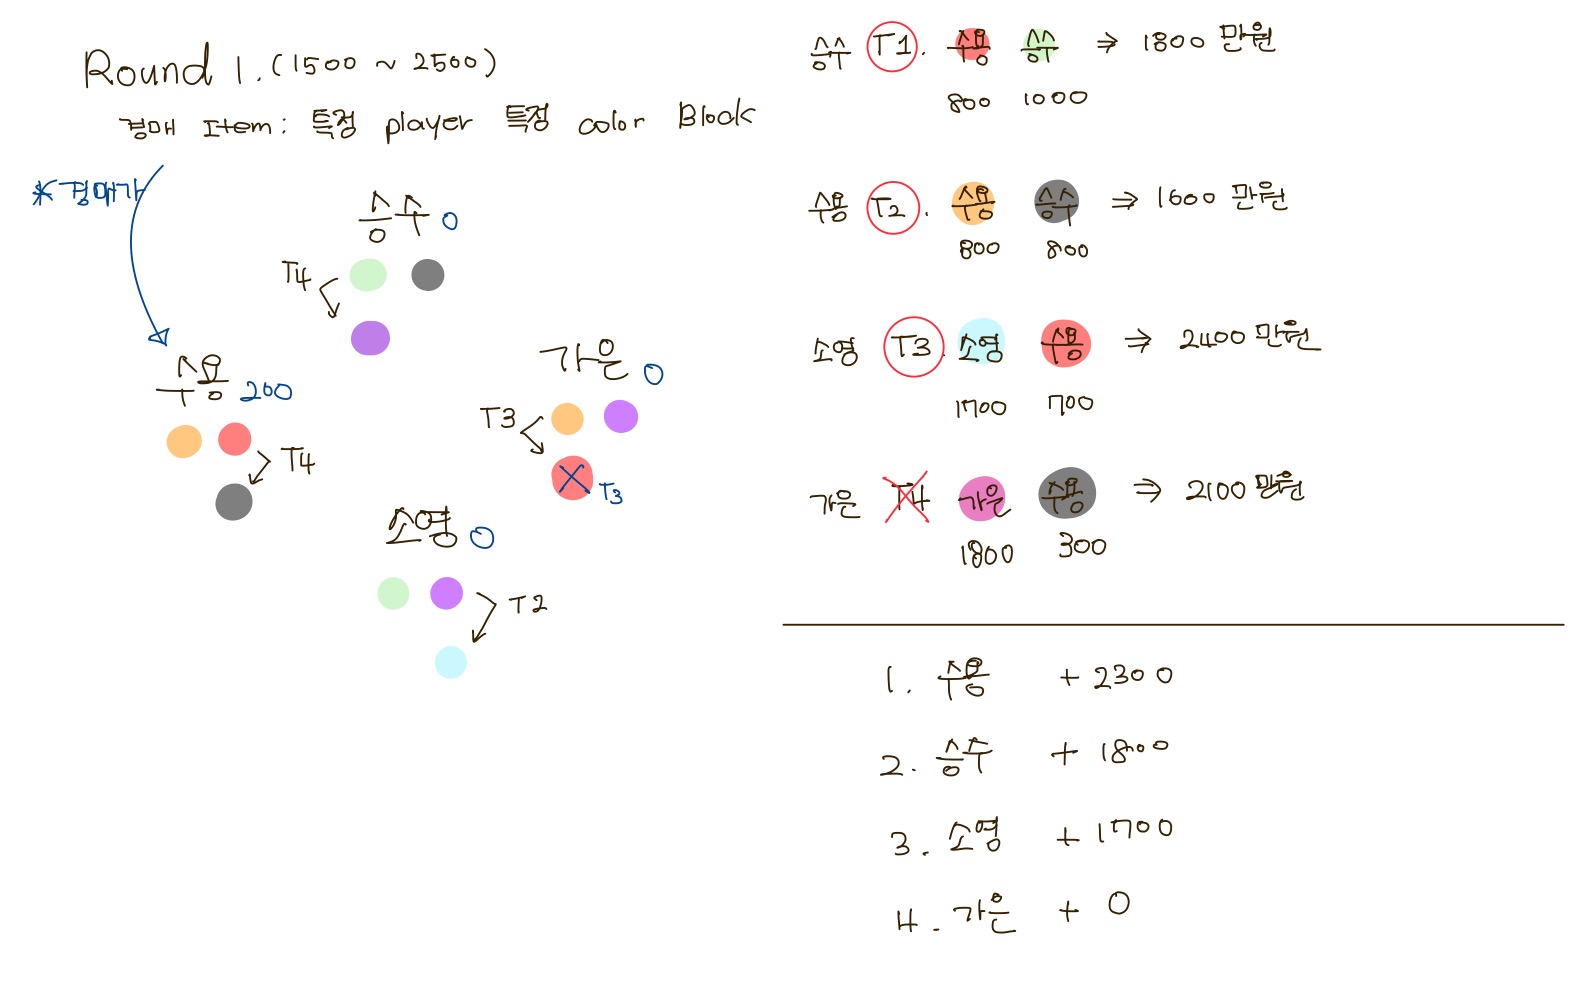 Round 1. (1500 ~ 2500)
경매 Item: 특정 player 특정 color Block
*경매가
승수 0
T4
수용 200
T4
가은 0
T3
T3
소영 0
T2
승수 T1. 수용 승수 ⇒ 1800 만원
800 1000
수용 T2. 수용 승수 ⇒ 1600 만원
800 800
소영 T3. 소영 수용 ⇒ 2400 만원
1700 700
가은 T4 가은 수용 ⇒ 2100 만원
1800 300
1. 수용 + 2300
2. 승수 + 1800
3. 소영 + 1700
4. 가은 + 0